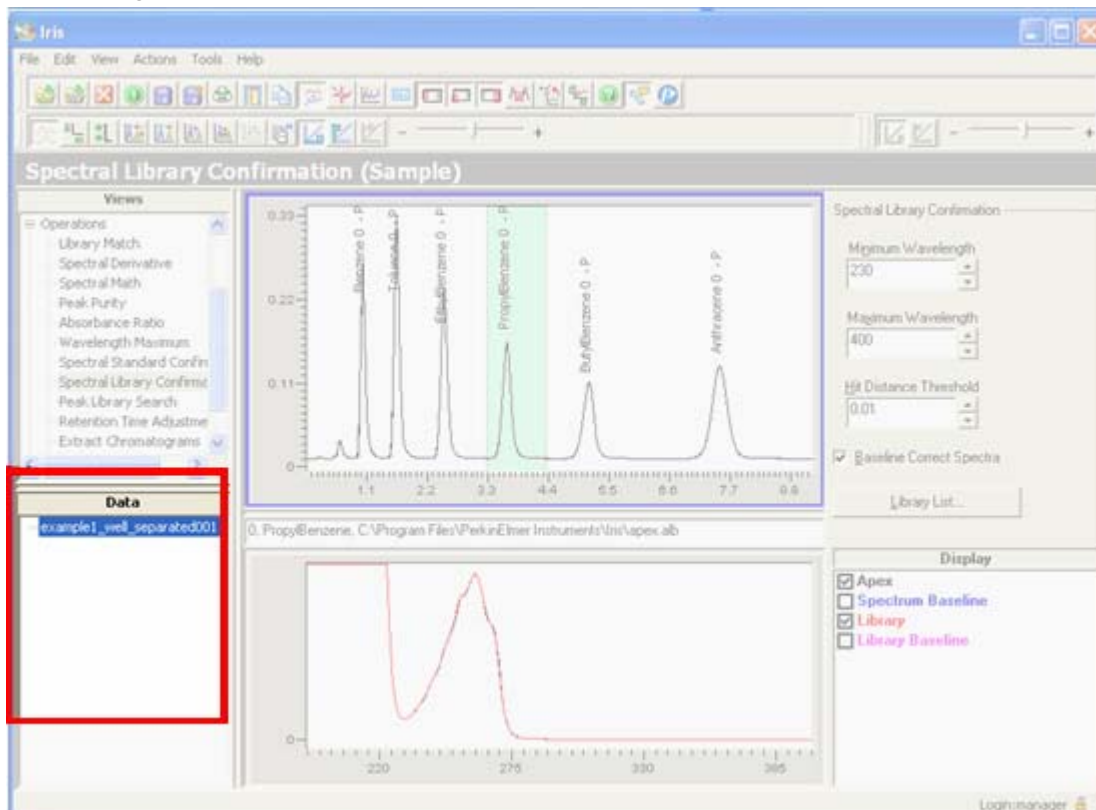 Iris
File Edit View Actions Tools Help
Spectral Library Confirmation (Sample)
Views
Operations
Library Match
Spectral Derivative
Spectral Math
Peak Purity
Absorbance Ratio
Wavelength Maximum
Spectral Standard Confirm
Spectral Library Confirma
Peak Library Search
Retention Time Adjustme
Extract Chromatograms
Data
example1_well_separated001
0.33
0.22
0.11
0
Benzene 0 - P
Toluene 0 - P
EthylBenzene 0 - P
PropylBenzene 0 - P
ButylBenzene 0 - P
Anthracene 0 - P
1.1 2.2 3.3 4.4 5.5 6.6 7.7 8.8
0, PropylBenzene, C:\Program Files\PerkinElmer Instruments\Iris\apex.alb
0
220 275 330 385
Spectral Library Confirmation
Minimum Wavelength
230
Maximum Wavelength
400
Hit Distance Threshold
0.01
Baseline Correct Spectra
Library List...
Display
Apex
Spectrum Baseline
Library
Library Baseline
Login:manager